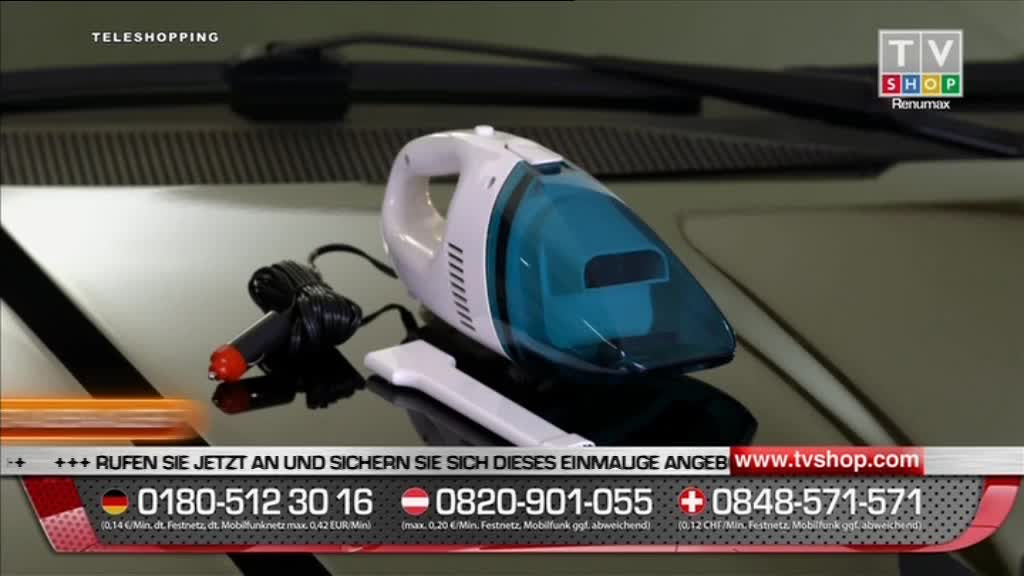 TELESHOPPING
TV
SHOP
Renumax
+ +++ RUFEN SIE JETZT AN UND SICHERN SIE SICH DIESES EINMALIGE ANGEB
www.tvshop.com
0180-512 30 16 0820-901-055 0848-571-571
(0,14 €/Min. dt. Festnetz, dt. Mobilfunknetz max. 0,42 EUR/Min) (max. 0,20 €/Min. Festnetz, Mobilfunk ggf. abweichend) (0,12 CHF/Min. Festnetz, Mobilfunk ggf. abweichend)